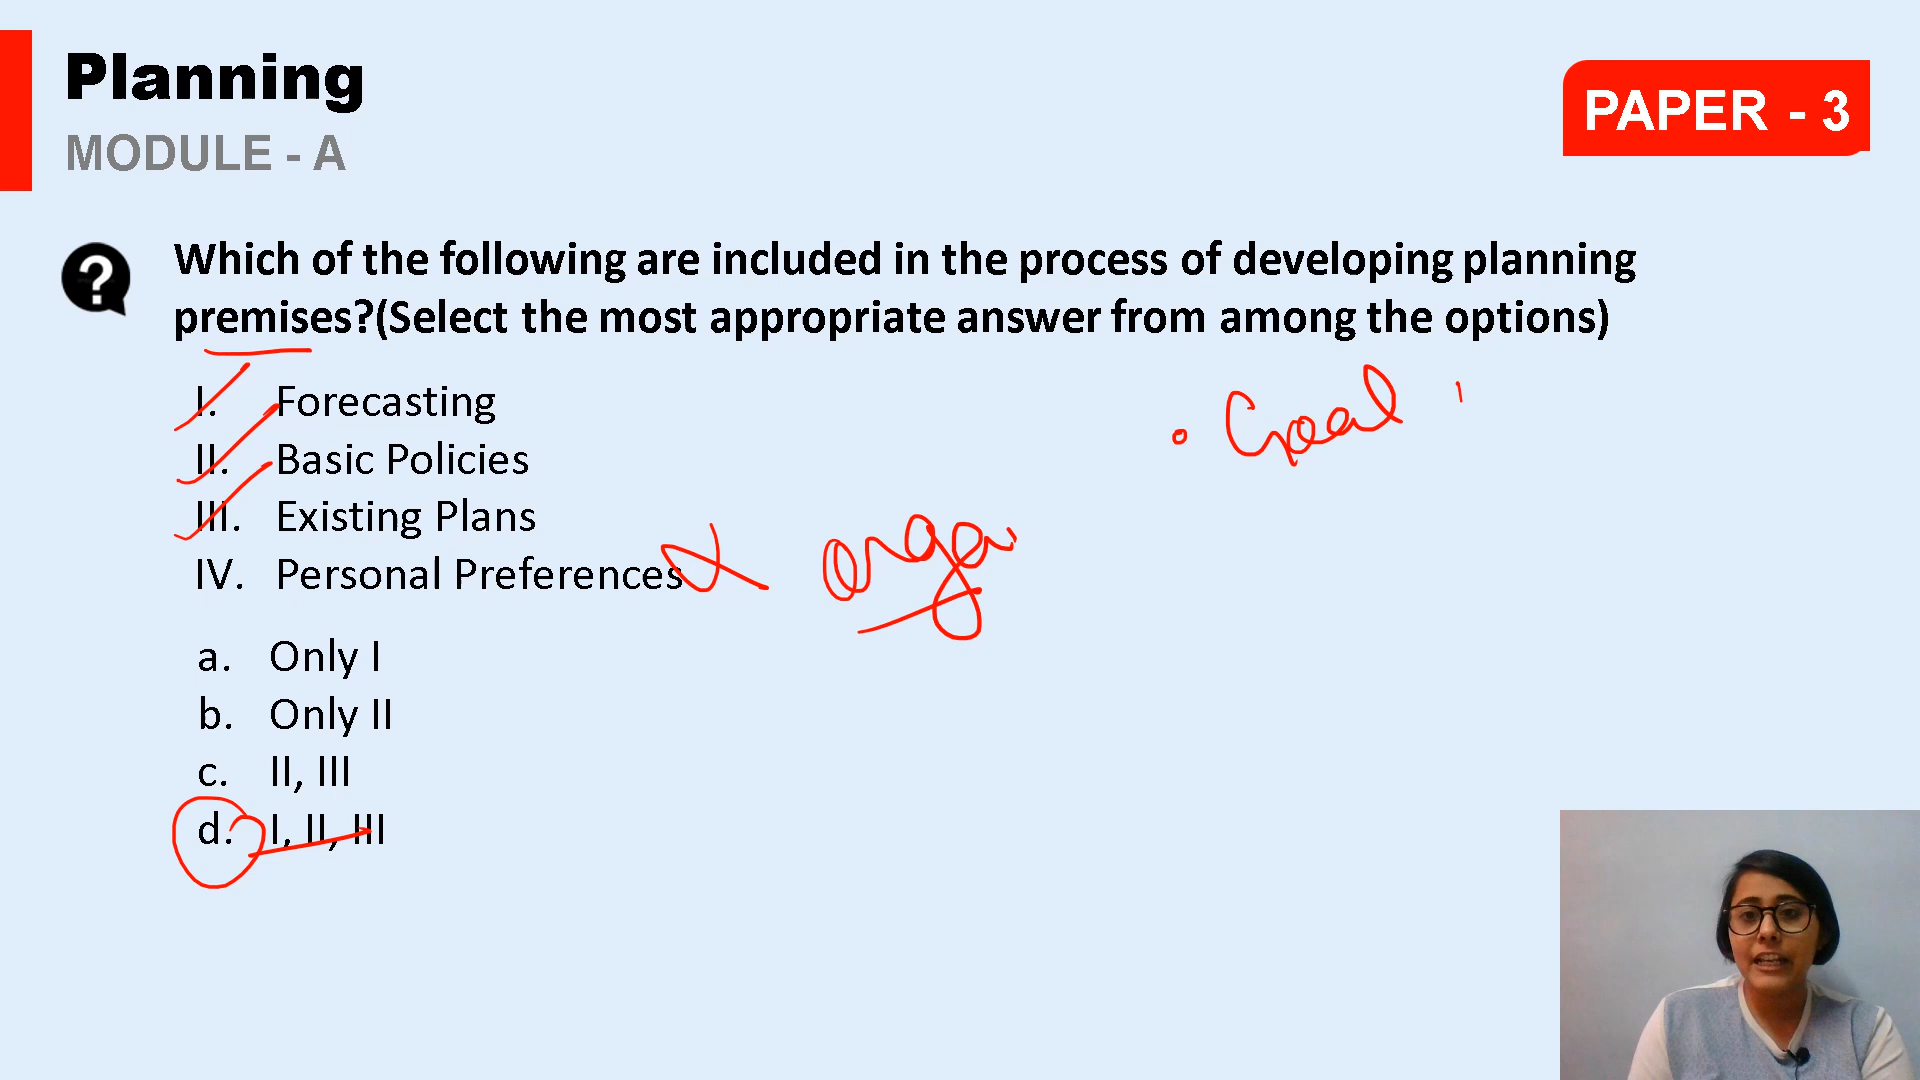 Planning
MODULE - A
PAPER - 3
Which of the following are included in the process of developing planning
premises?(Select the most appropriate answer from among the options)
I. Forecasting
II. Basic Policies
III. Existing Plans
IV. Personal Preferences
a. Only I
b. Only II
c. II, III
d. I, II, III
Goal
orga